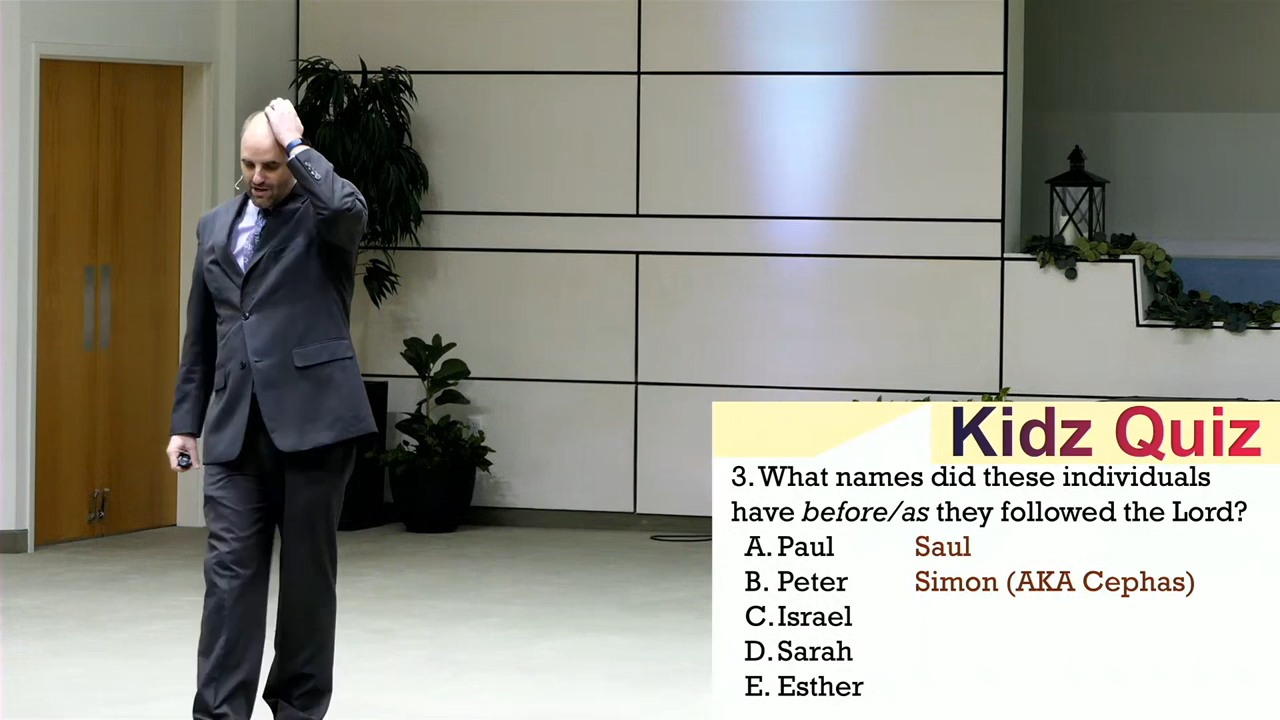 Kidz Quiz
3. What names did these individuals
have before/as they followed the Lord?
A. Paul Saul
B. Peter Simon (AKA Cephas)
C. Israel
D. Sarah
E. Esther